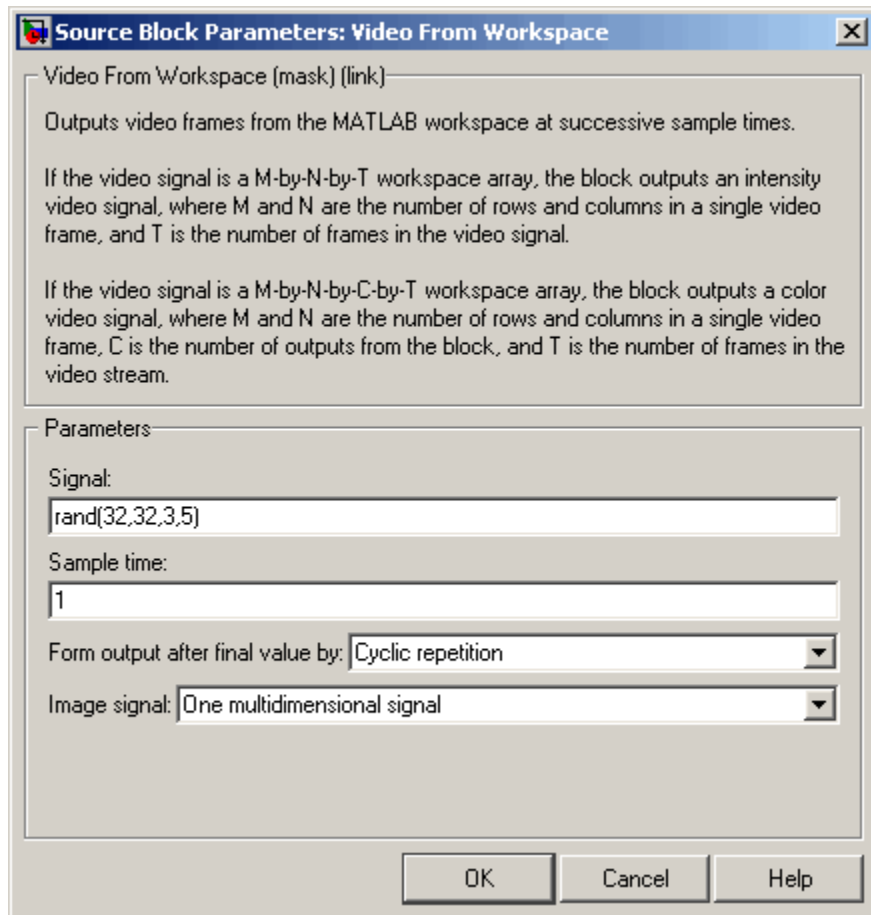 Source Block Parameters: Video From Workspace
Video From Workspace (mask) (link)
Outputs video frames from the MATLAB workspace at successive sample times.
If the video signal is a M-by-N-by-T workspace array, the block outputs an intensity
video signal, where M and N are the number of rows and columns in a single video
frame, and T is the number of frames in the video signal.
If the video signal is a M-by-N-by-C-by-T workspace array, the block outputs a color
video signal, where M and N are the number of rows and columns in a single video
frame, C is the number of outputs from the block, and T is the number of frames in the
video stream.
Parameters
Signal:
rand(32,32,3,5)
Sample time:
1
Form output after final value by: Cyclic repetition
Image signal: One multidimensional signal
OK Cancel Help